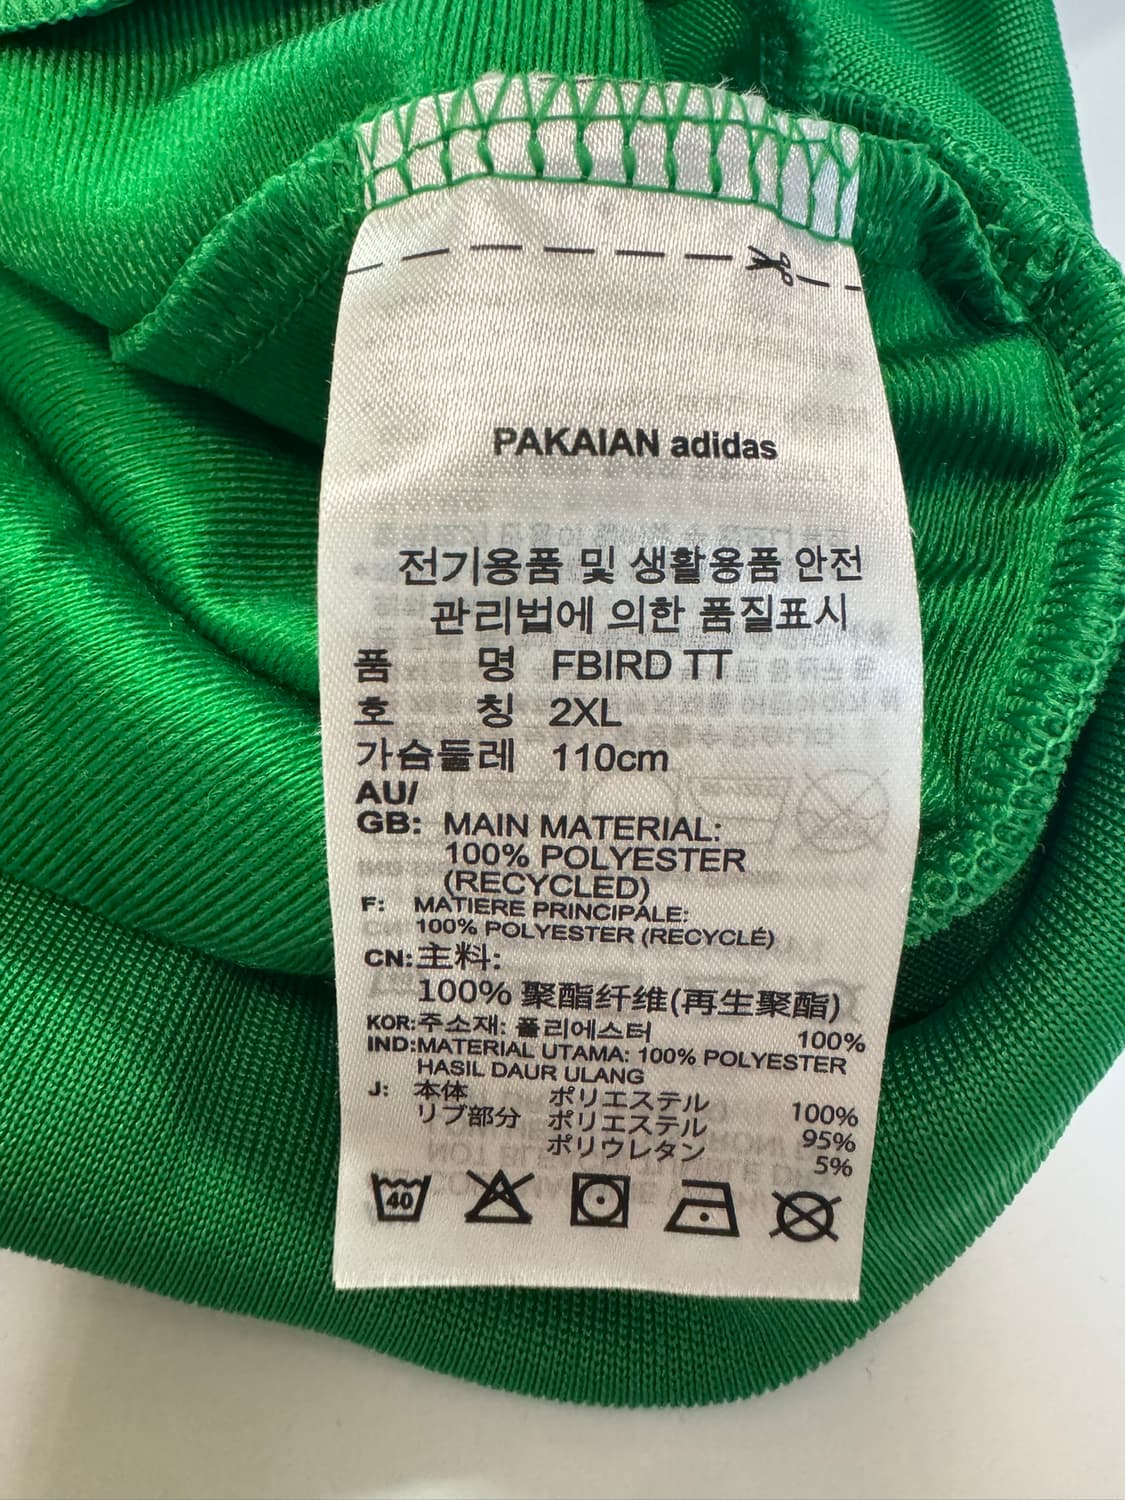 PAKAIAN adidas
전기용품 및 생활용품 안전
관리법에 의한 품질표시
품 명 FBIRD TT
호 칭 2XL
가슴둘레 110cm
AU/
GB: MAIN MATERIAL:
100% POLYESTER
(RECYCLED)
F: MATIERE PRINCIPALE:
100% POLYESTER (RECYCLÉ)
CN: 主料:
100% 聚酯纤维(再生聚酯)
KOR: 주소재: 폴리에스터 100%
IND: MATERIAL UTAMA: 100% POLYESTER
HASIL DAUR ULANG
J: 本体 ポリエステル 100%
リブ部分 ポリエステル 95%
ポリウレタン 5%
40